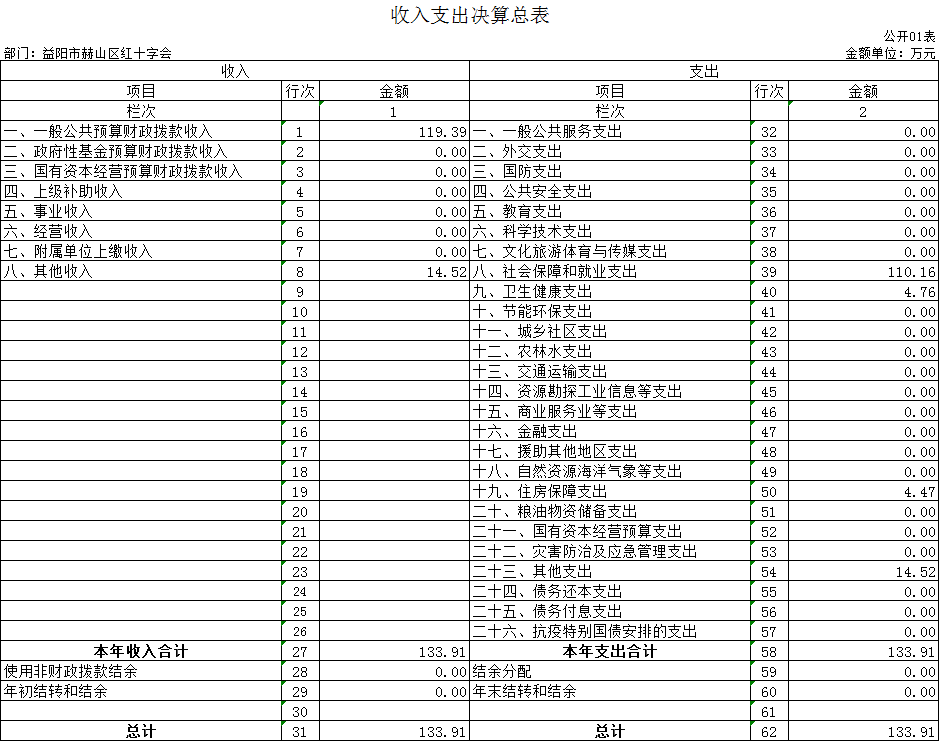 收入支出决算总表
公开01表
部门：益阳市赫山区红十字会 金额单位：万元
收入 支出
项目 行次 金额 项目 行次 金额
栏次 1 栏次 2
一、一般公共预算财政拨款收入 1 119.39 一、一般公共服务支出 32 0.00
二、政府性基金预算财政拨款收入 2 0.00 二、外交支出 33 0.00
三、国有资本经营预算财政拨款收入 3 0.00 三、国防支出 34 0.00
四、上级补助收入 4 0.00 四、公共安全支出 35 0.00
五、事业收入 5 0.00 五、教育支出 36 0.00
六、经营收入 6 0.00 六、科学技术支出 37 0.00
七、附属单位上缴收入 7 0.00 七、文化旅游体育与传媒支出 38 0.00
八、其他收入 8 14.52 八、社会保障和就业支出 39 110.16
9 九、卫生健康支出 40 4.76
10 十、节能环保支出 41 0.00
11 十一、城乡社区支出 42 0.00
12 十二、农林水支出 43 0.00
13 十三、交通运输支出 44 0.00
14 十四、资源勘探工业信息等支出 45 0.00
15 十五、商业服务业等支出 46 0.00
16 十六、金融支出 47 0.00
17 十七、援助其他地区支出 48 0.00
18 十八、自然资源海洋气象等支出 49 0.00
19 十九、住房保障支出 50 4.47
20 二十、粮油物资储备支出 51 0.00
21 二十一、国有资本经营预算支出 52 0.00
22 二十二、灾害防治及应急管理支出 53 0.00
23 二十三、其他支出 54 14.52
24 二十四、债务还本支出 55 0.00
25 二十五、债务付息支出 56 0.00
26 二十六、抗疫特别国债安排的支出 57 0.00
本年收入合计 27 133.91 本年支出合计 58 133.91
使用非财政拨款结余 28 0.00 结余分配 59 0.00
年初结转和结余 29 0.00 年末结转和结余 60 0.00
30 61
总计 31 133.91 总计 62 133.91